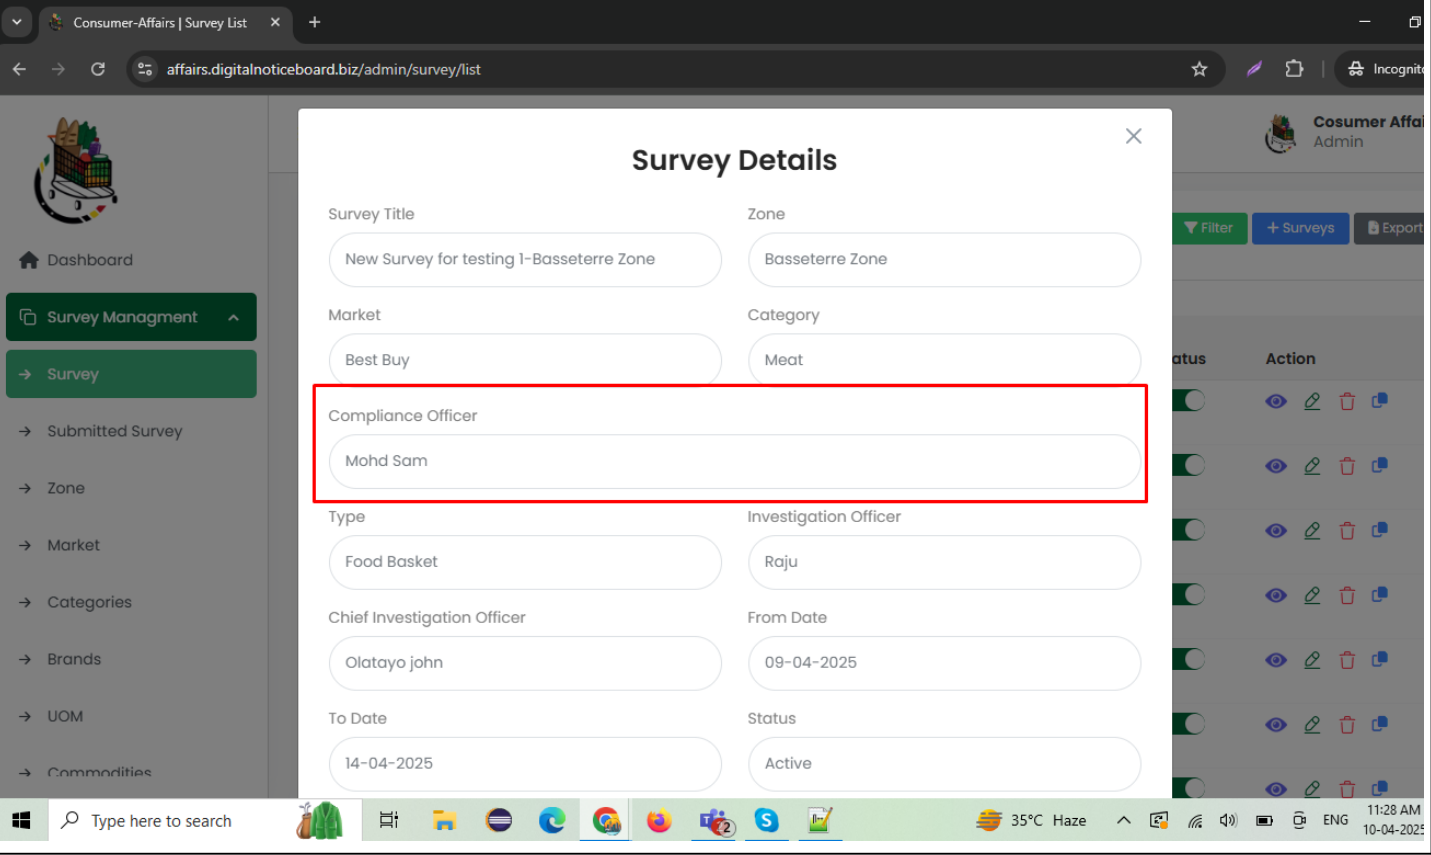 Consumer-Affairs | Survey List
affairs.digitalnoticeboard.biz/admin/survey/list
Incognito
Cosumer Affai
Admin
Survey Details
Survey Title
Zone
New Survey for testing 1-Basseterre Zone
Basseterre Zone
Filter
+ Surveys
Export
Dashboard
Market
Category
Survey Managment
Best Buy
Meat
atus
Action
Survey
Compliance Officer
Submitted Survey
Mohd Sam
Zone
Type
Investigation Officer
Market
Food Basket
Raju
Categories
Chief Investigation Officer
From Date
Brands
Olatayo john
09-04-2025
UOM
To Date
Status
Commodities
14-04-2025
Active
Type here to search
2
35°C Haze
ENG
11:28 AM
10-04-2025